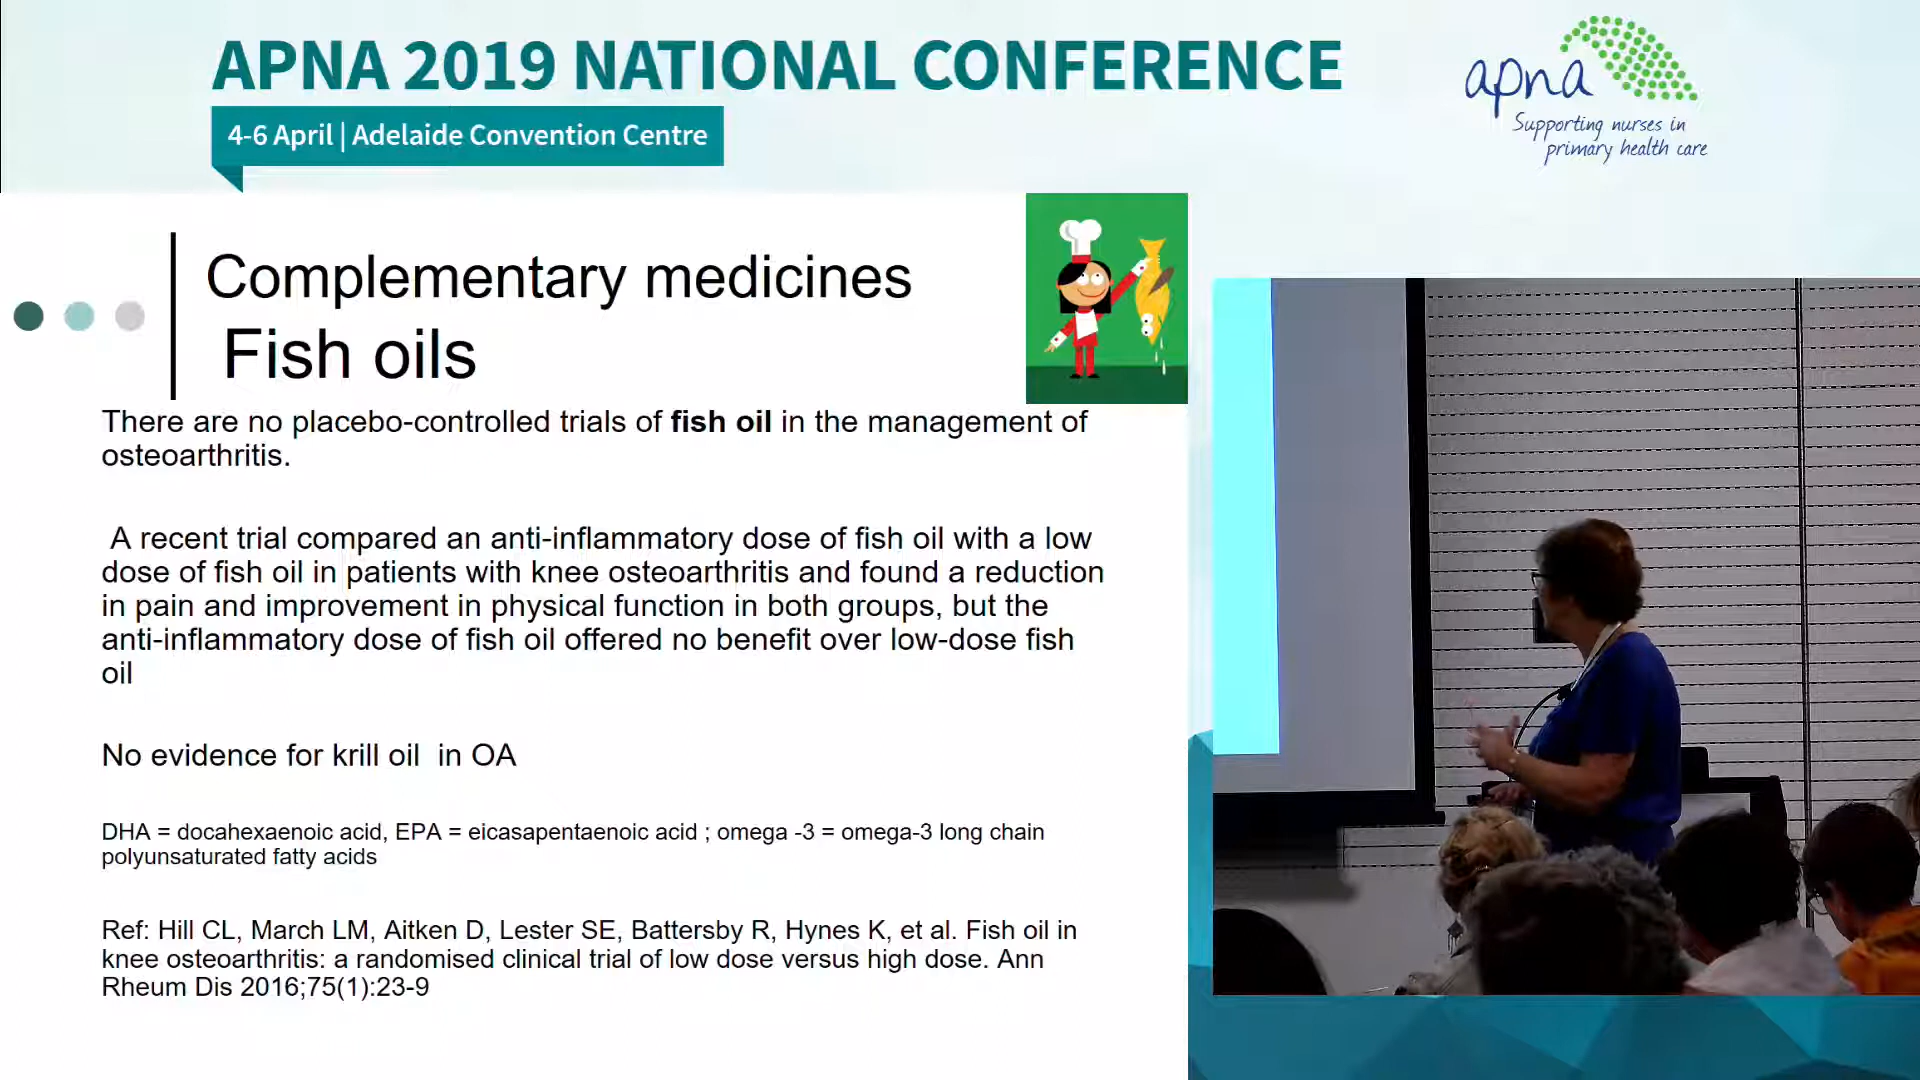 APNA 2019 NATIONAL CONFERENCE
4-6 April | Adelaide Convention Centre
apna
Supporting nurses in
primary health care
Complementary medicines
Fish oils
There are no placebo-controlled trials of fish oil in the management of
osteoarthritis.
A recent trial compared an anti-inflammatory dose of fish oil with a low
dose of fish oil in patients with knee osteoarthritis and found a reduction
in pain and improvement in physical function in both groups, but the
anti-inflammatory dose of fish oil offered no benefit over low-dose fish
oil
No evidence for krill oil in OA
DHA = docahexaenoic acid, EPA = eicasapentaenoic acid ; omega -3 = omega-3 long chain
polyunsaturated fatty acids
Ref: Hill CL, March LM, Aitken D, Lester SE, Battersby R, Hynes K, et al. Fish oil in
knee osteoarthritis: a randomised clinical trial of low dose versus high dose. Ann
Rheum Dis 2016;75(1):23-9